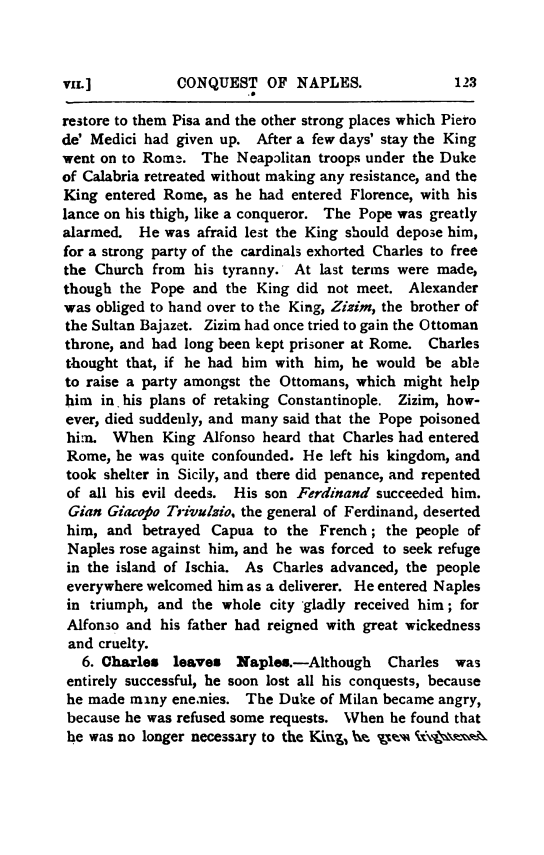 VII.] CONQUEST OF NAPLES. 123
restore to them Pisa and the other strong places which Piero
de' Medici had given up. After a few days' stay the King
went on to Rome. The Neapolitan troops under the Duke
of Calabria retreated without making any resistance, and the
King entered Rome, as he had entered Florence, with his
lance on his thigh, like a conqueror. The Pope was greatly
alarmed. He was afraid lest the King should depose him,
for a strong party of the cardinals exhorted Charles to free
the Church from his tyranny. At last terms were made,
though the Pope and the King did not meet. Alexander
was obliged to hand over to the King, Zizim, the brother of
the Sultan Bajazet. Zizim had once tried to gain the Ottoman
throne, and had long been kept prisoner at Rome. Charles
thought that, if he had him with him, he would be able
to raise a party amongst the Ottomans, which might help
him in his plans of retaking Constantinople. Zizim, how-
ever, died suddenly, and many said that the Pope poisoned
him. When King Alfonso heard that Charles had entered
Rome, he was quite confounded. He left his kingdom, and
took shelter in Sicily, and there did penance, and repented
of all his evil deeds. His son Ferdinand succeeded him.
Gian Giacopo Trivulzio, the general of Ferdinand, deserted
him, and betrayed Capua to the French; the people of
Naples rose against him, and he was forced to seek refuge
in the island of Ischia. As Charles advanced, the people
everywhere welcomed him as a deliverer. He entered Naples
in triumph, and the whole city gladly received him; for
Alfonso and his father had reigned with great wickedness
and cruelty.
6. Charles leaves Naples.—Although Charles was
entirely successful, he soon lost all his conquests, because
he made many enemies. The Duke of Milan became angry,
because he was refused some requests. When he found that
he was no longer necessary to the King, he grew frightened